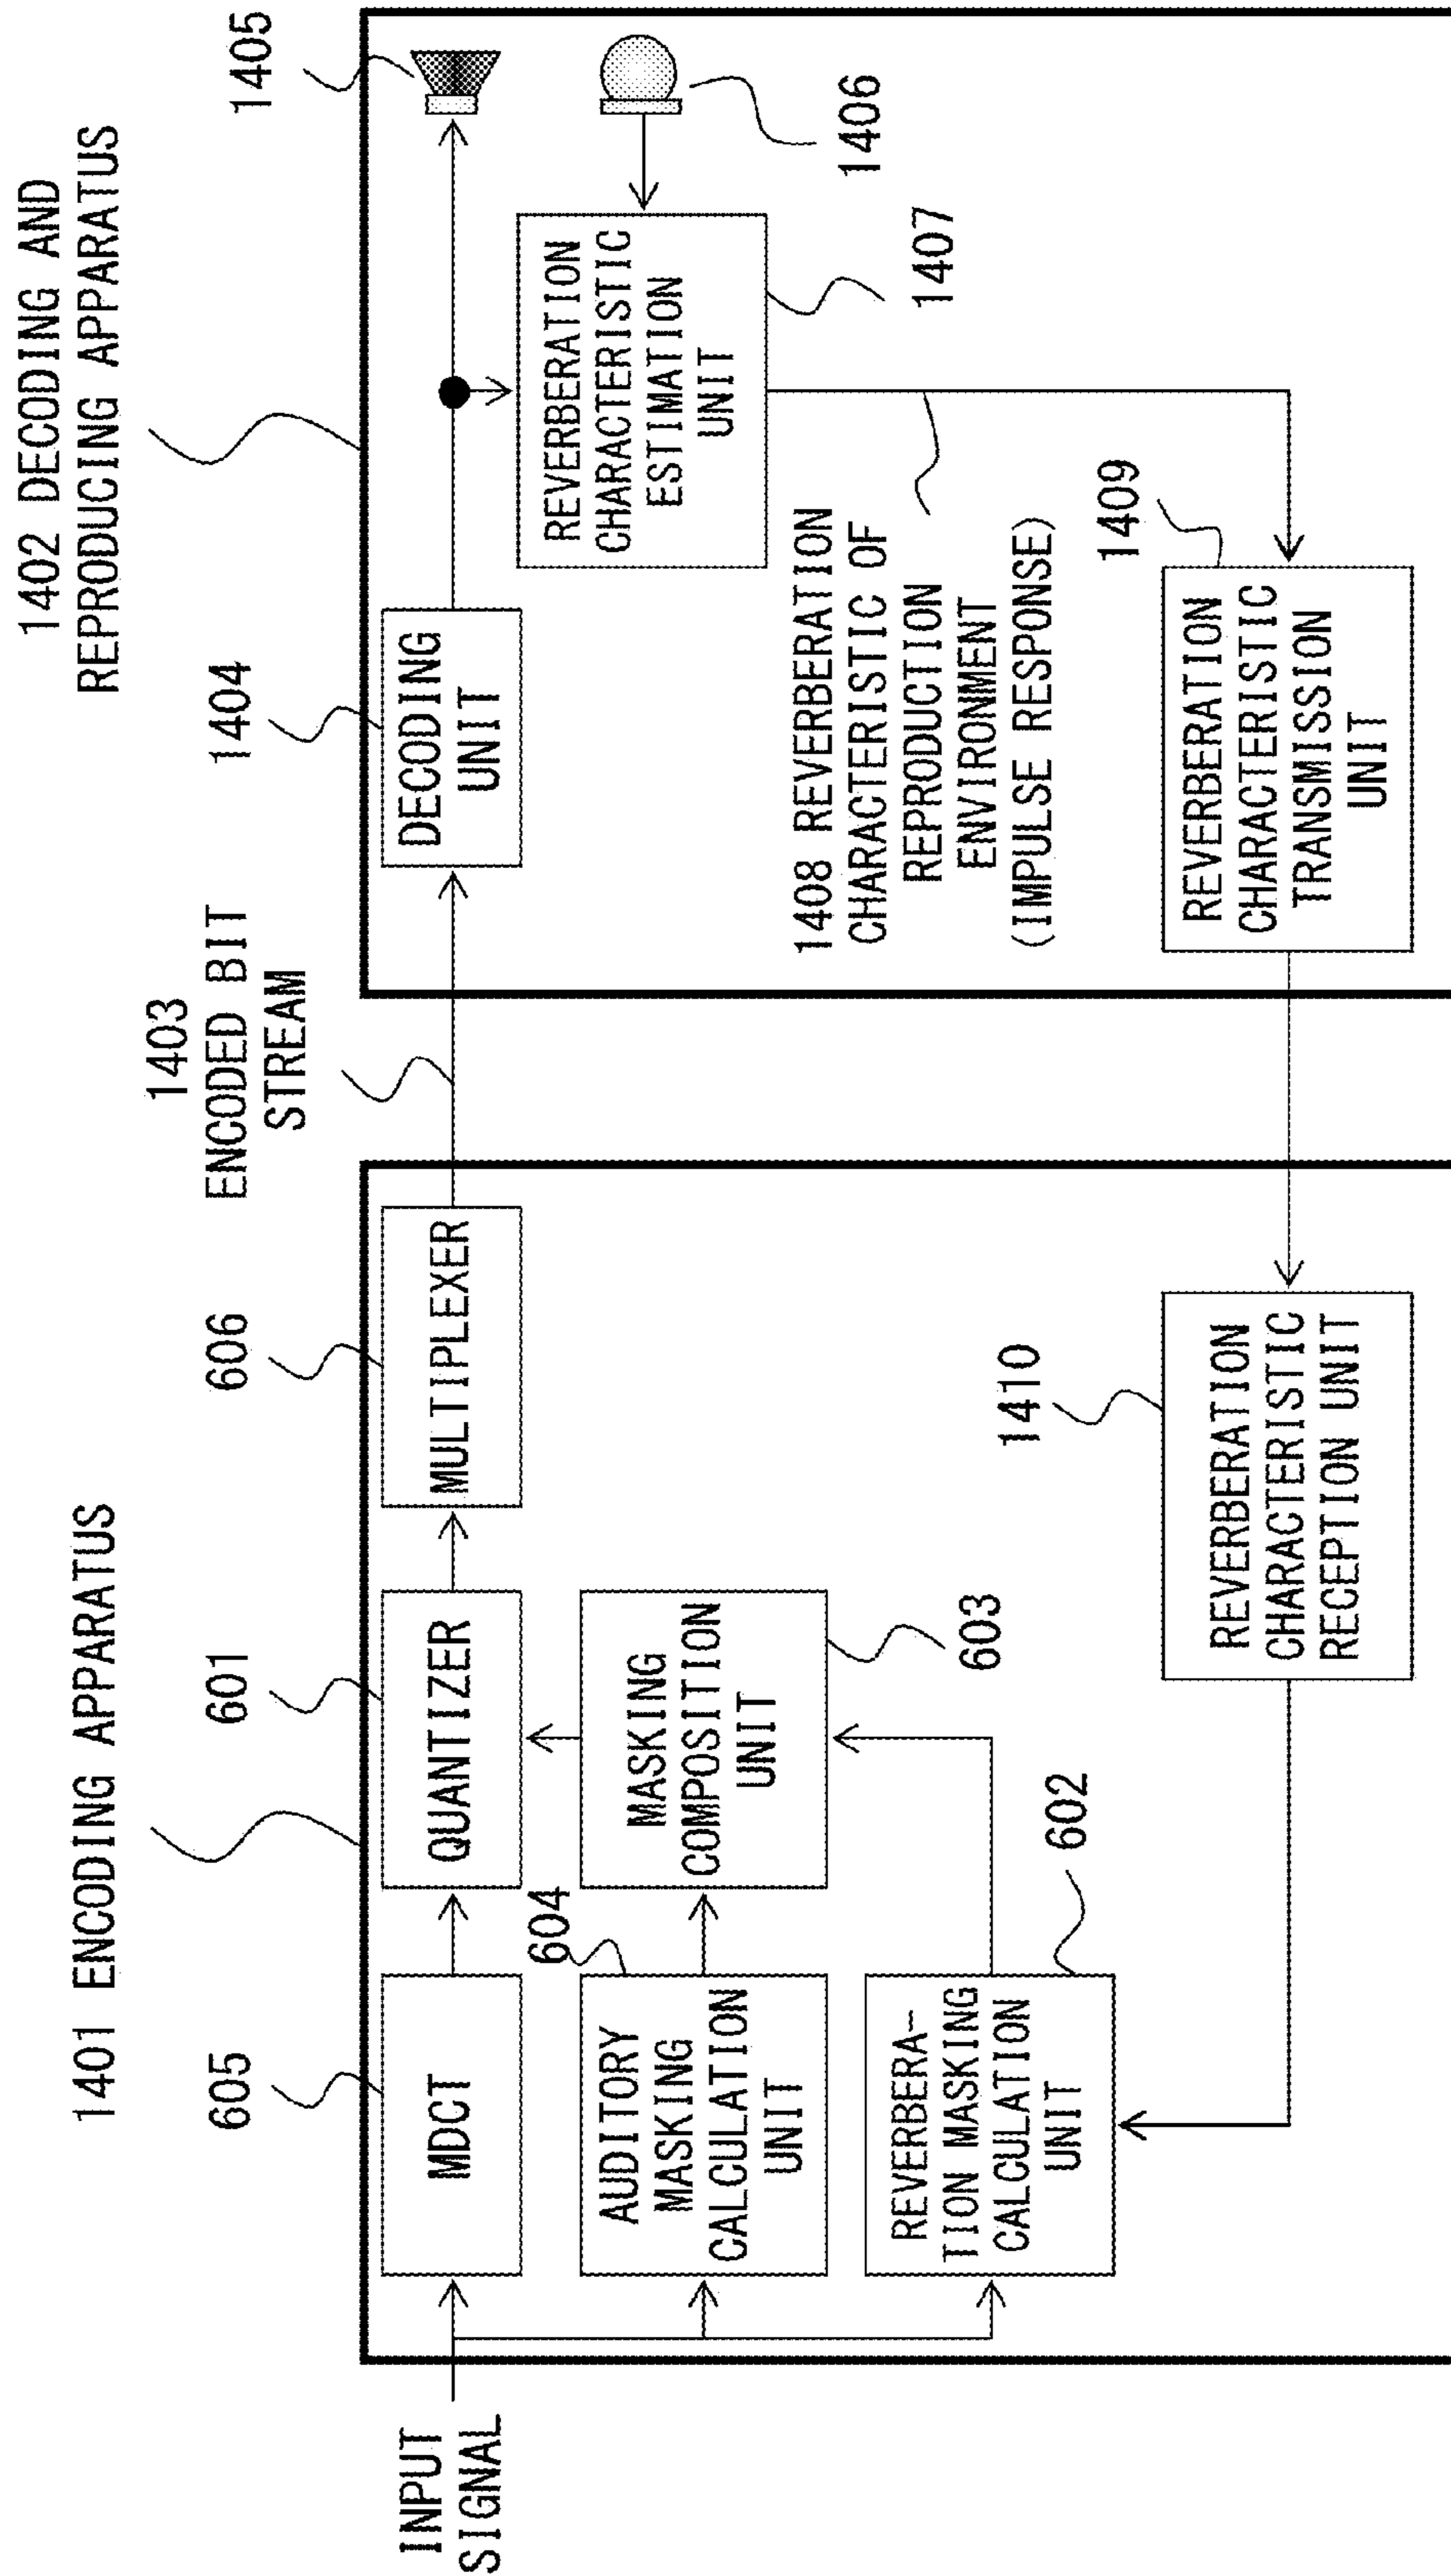 1401 ENCODING APPARATUS
1402 DECODING AND
REPRODUCING APPARATUS
INPUT
SIGNAL
605
MDCT
601
QUANTIZER
606
MULTIPLEXER
1403
ENCODED BIT
STREAM
1404
DECODING
UNIT
1405
604
AUDITORY
MASKING
CALCULATION
UNIT
MASKING
COMPOSITION
UNIT
603
REVERBERATION
CHARACTERISTIC
ESTIMATION
UNIT
1406
1407
REVERBERA-
TION MASKING
CALCULATION
UNIT
602
1408 REVERBERATION
CHARACTERISTIC OF
REPRODUCTION
ENVIRONMENT
(IMPULSE RESPONSE)
1410
REVERBERATION
CHARACTERISTIC
RECEPTION UNIT
1409
REVERBERATION
CHARACTERISTIC
TRANSMISSION
UNIT